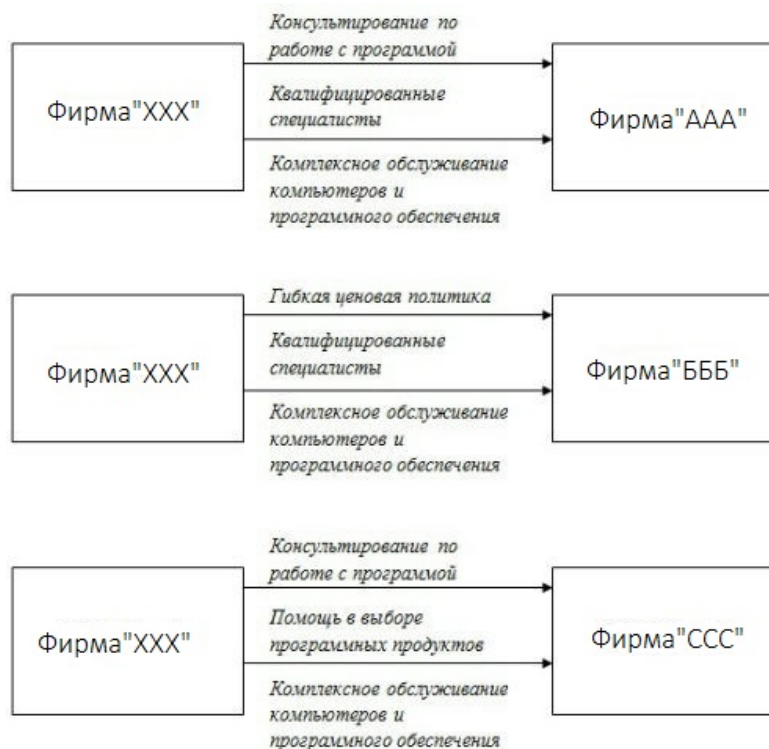 Консультирование по
работе с программой
Фирма"XXX"
Квалифицированные
специалисты
Фирма"ААА"
Комплексное обслуживание
компьютеров и
программного обеспечения
Гибкая ценовая политика
Фирма"XXX"
Квалифицированные
специалисты
Фирма"БББ"
Комплексное обслуживание
компьютеров и
программного обеспечения
Консультирование по
работе с программой
Фирма"XXX"
Помощь в выборе
программных продуктов
Фирма"ССС"
Комплексное обслуживание
компьютеров и
программного обеспечения